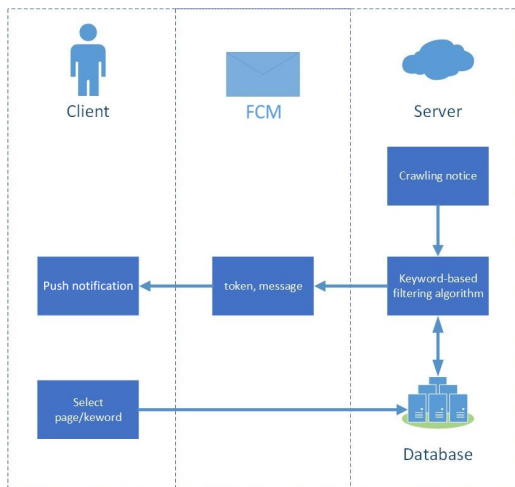 Client
FCM
Server
Crawling notice
Push notification
token, message
Keyword-based
filtering algorithm
Select
page/keword
Database